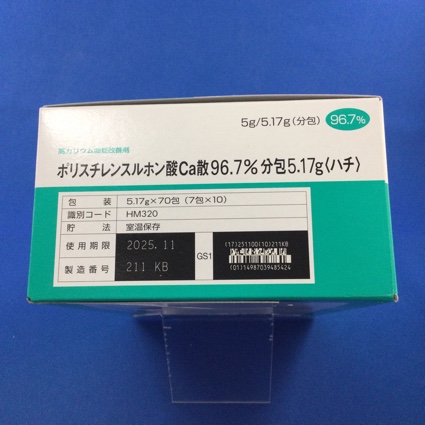 5g/5.17g(分包) 96.7%
高カリウム血症改善剤
ポリスチレンスルホン酸Ca散96.7%分包5.17g〈ハチ〉
包装 5.17g×70包 (7包×10)
識別コード HM320
貯法 室温保存
使用期限 2025.11
製造番号 211 KB
GS1
(17)251100(10)211KB
(01)14987039485424